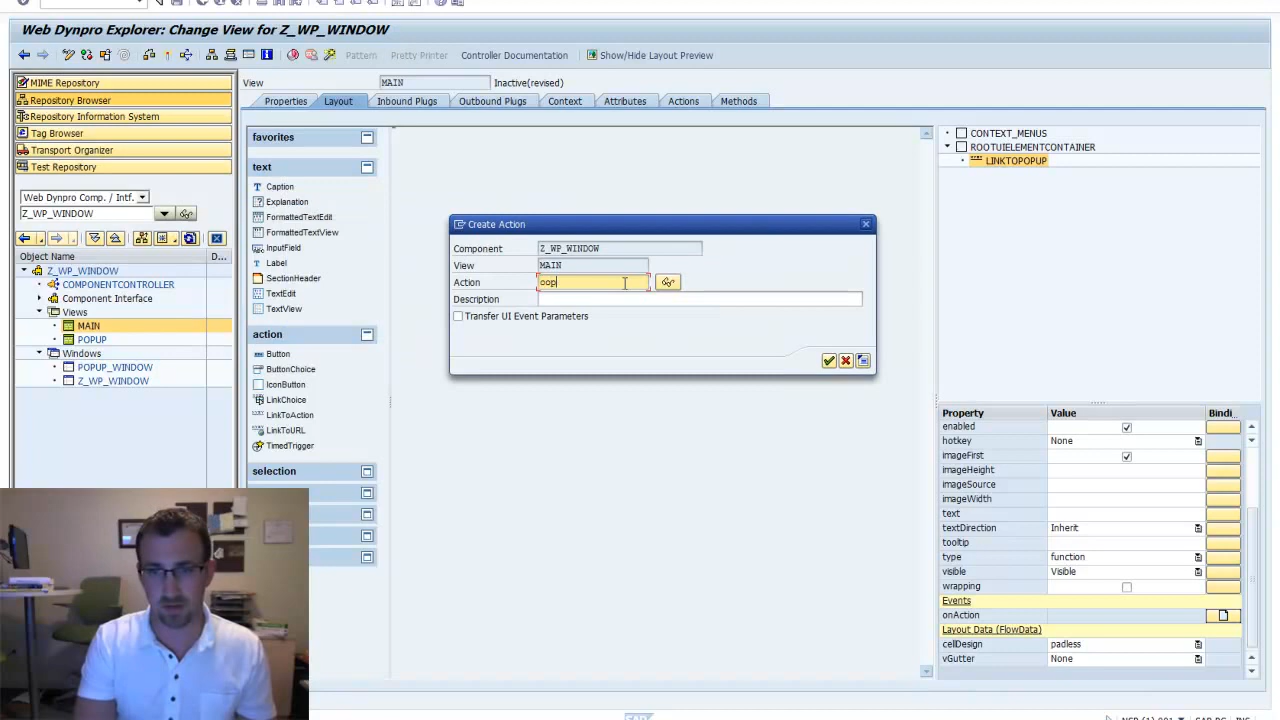 Web Dynpro Explorer: Change View for Z_WP_WINDOW
Pattern Pretty Printer Controller Documentation Show/Hide Layout Preview
MIME Repository
Repository Browser
Repository Information System
Tag Browser
Transport Organizer
Test Repository
Web Dynpro Comp. / Intf.
Z_WP_WINDOW
Object Name D...
Z_WP_WINDOW
COMPONENTCONTROLLER
Component Interface
Views
MAIN
POPUP
Windows
POPUP_WINDOW
Z_WP_WINDOW
View MAIN Inactive(revised)
Properties Layout Inbound Plugs Outbound Plugs Context Attributes Actions Methods
favorites
text
Caption
Explanation
FormattedTextEdit
FormattedTextView
InputField
Label
SectionHeader
TextEdit
TextView
action
Button
ButtonChoice
IconButton
LinkChoice
LinkToAction
LinkToURL
TimedTrigger
selection
Create Action
Component Z_WP_WINDOW
View MAIN
Action oop
Description
Transfer UI Event Parameters
CONTEXT_MENUS
ROOTUIELEMENTCONTAINER
LINKTOPOPUP
Property Value Bindi...
enabled
hotkey None
imageFirst
imageHeight
imageSource
imageWidth
text
textDirection Inherit
tooltip
type function
visible Visible
wrapping
Events
onAction
Layout Data (FlowData)
cellDesign padless
vGutter None